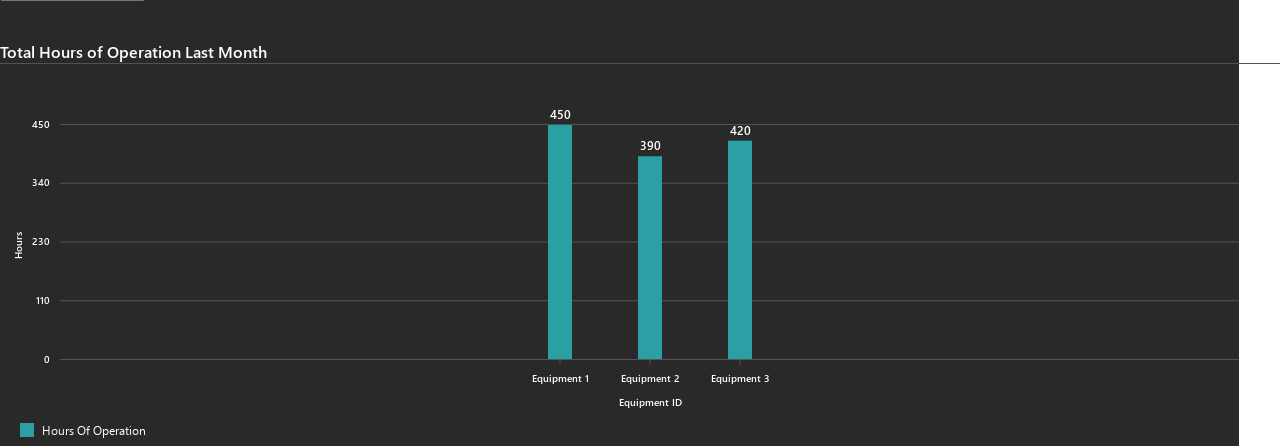 Total Hours of Operation Last Month
450
390
420
450
340
230
110
0
Hours
Equipment 1
Equipment 2
Equipment 3
Equipment ID
Hours Of Operation